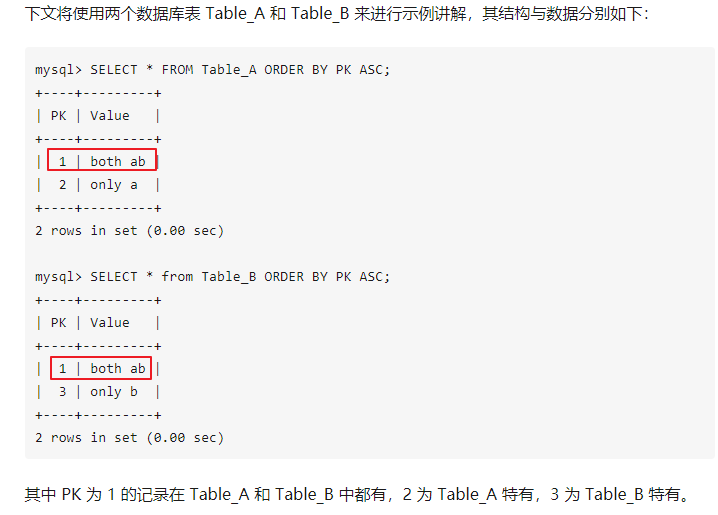 下文将使用两个数据库表 Table_A 和 Table_B 来进行示例讲解，其结构与数据分别如下：
mysql> SELECT * FROM Table_A ORDER BY PK ASC;
+----+---------+
| PK | Value   |
+----+---------+
|  1 | both ab |
|  2 | only a  |
+----+---------+
2 rows in set (0.00 sec)
mysql> SELECT * from Table_B ORDER BY PK ASC;
+----+---------+
| PK | Value   |
+----+---------+
|  1 | both ab |
|  3 | only b  |
+----+---------+
2 rows in set (0.00 sec)
其中 PK 为 1 的记录在 Table_A 和 Table_B 中都有，2 为 Table_A 特有，3 为 Table_B 特有。